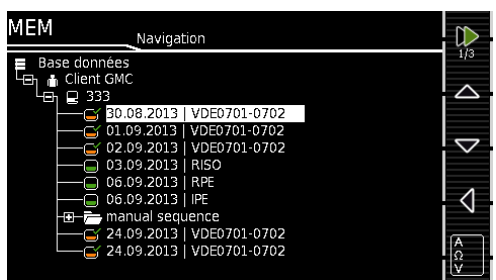 MEM
Navigation
1/3
Base données
Client GMC
333
30.08.2013 | VDE0701-0702
01.09.2013 | VDE0701-0702
02.09.2013 | VDE0701-0702
03.09.2013 | RISO
06.09.2013 | RPE
06.09.2013 | IPE
manual sequence
24.09.2013 | VDE0701-0702
24.09.2013 | VDE0701-0702
A
Ω
V